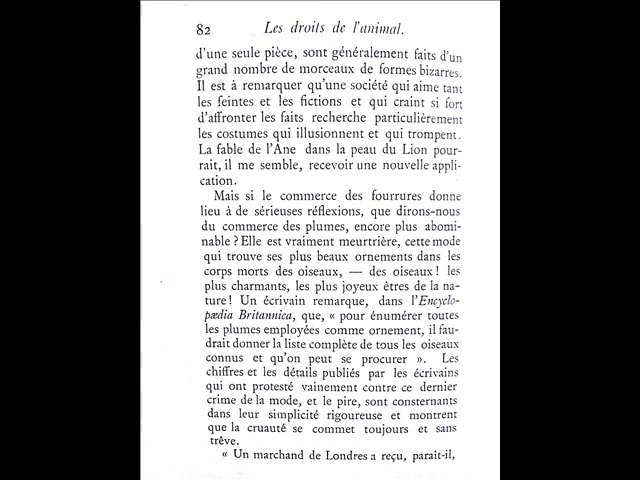 82 Les droits de l'animal.
d'une seule pièce, sont généralement faits d'un
grand nombre de morceaux de formes bizarres.
Il est à remarquer qu'une société qui aime tant
les feintes et les fictions et qui craint si fort
d'affronter les faits recherche particulièrement
les costumes qui illusionnent et qui trompent.
La fable de l'Ane dans la peau du Lion pour-
rait, il me semble, recevoir une nouvelle appli-
cation.
Mais si le commerce des fourrures donne
lieu à de sérieuses réflexions, que dirons-nous
du commerce des plumes, encore plus abomi-
nable ? Elle est vraiment meurtrière, cette mode
qui trouve ses plus beaux ornements dans les
corps morts des oiseaux, — des oiseaux ! les
plus charmants, les plus joyeux êtres de la na-
ture ! Un écrivain remarque, dans l'Encyclo-
pædia Britannica, que, « pour énumérer toutes
les plumes employées comme ornement, il fau-
drait donner la liste complète de tous les oiseaux
connus et qu'on peut se procurer ». Les
chiffres et les détails publiés par les écrivains
qui ont protesté vainement contre ce dernier
crime de la mode, et le pire, sont consternants
dans leur simplicité rigoureuse et montrent
que la cruauté se commet toujours et sans
trêve.
« Un marchand de Londres a reçu, paraît-il,